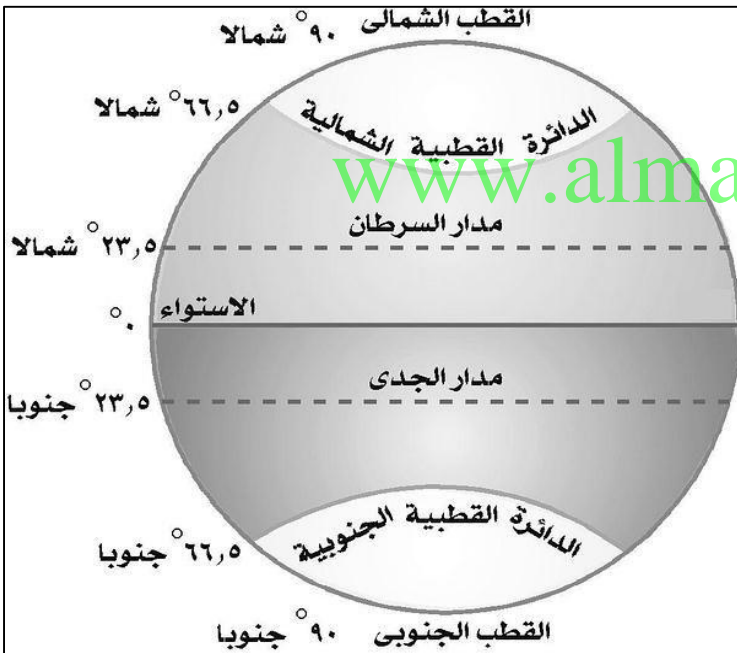 القطب الشمالى ٩٠° شمالا
٦٦,٥° شمالا
الدائرة القطبية الشمالية
www.alma
مدار السرطان
٢٣,٥° شمالا
الاستواء
٠°
مدار الجدى
٢٣,٥° جنوبا
الدائرة القطبية الجنوبية
٦٦,٥° جنوبا
القطب الجنوبى ٩٠° جنوبا